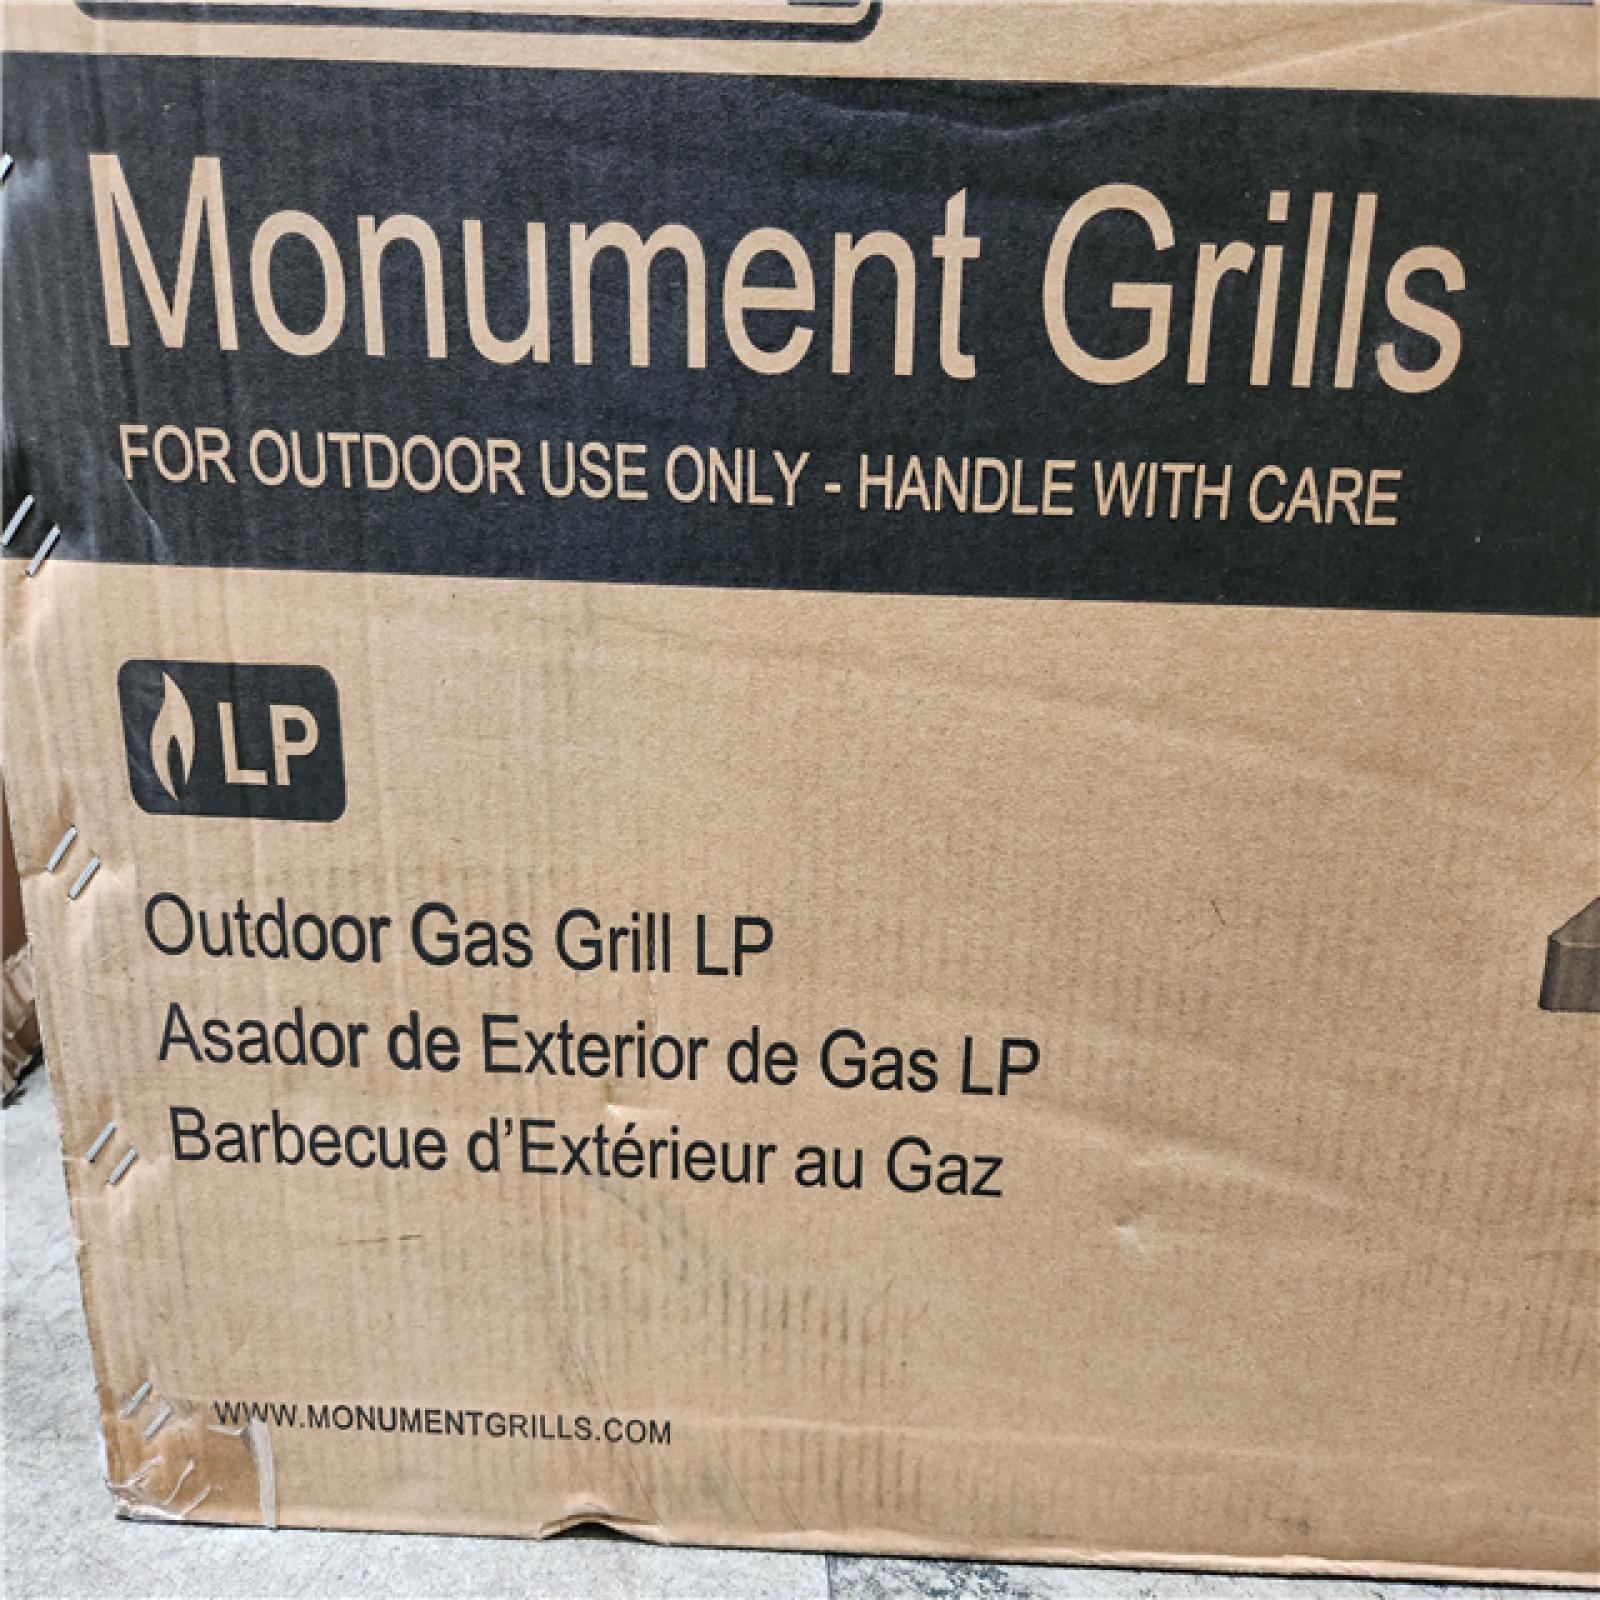 Monument Grills
FOR OUTDOOR USE ONLY - HANDLE WITH CARE
LP
Outdoor Gas Grill LP
Asador de Exterior de Gas LP
Barbecue d'Extérieur au Gaz
WWW.MONUMENTGRILLS.COM